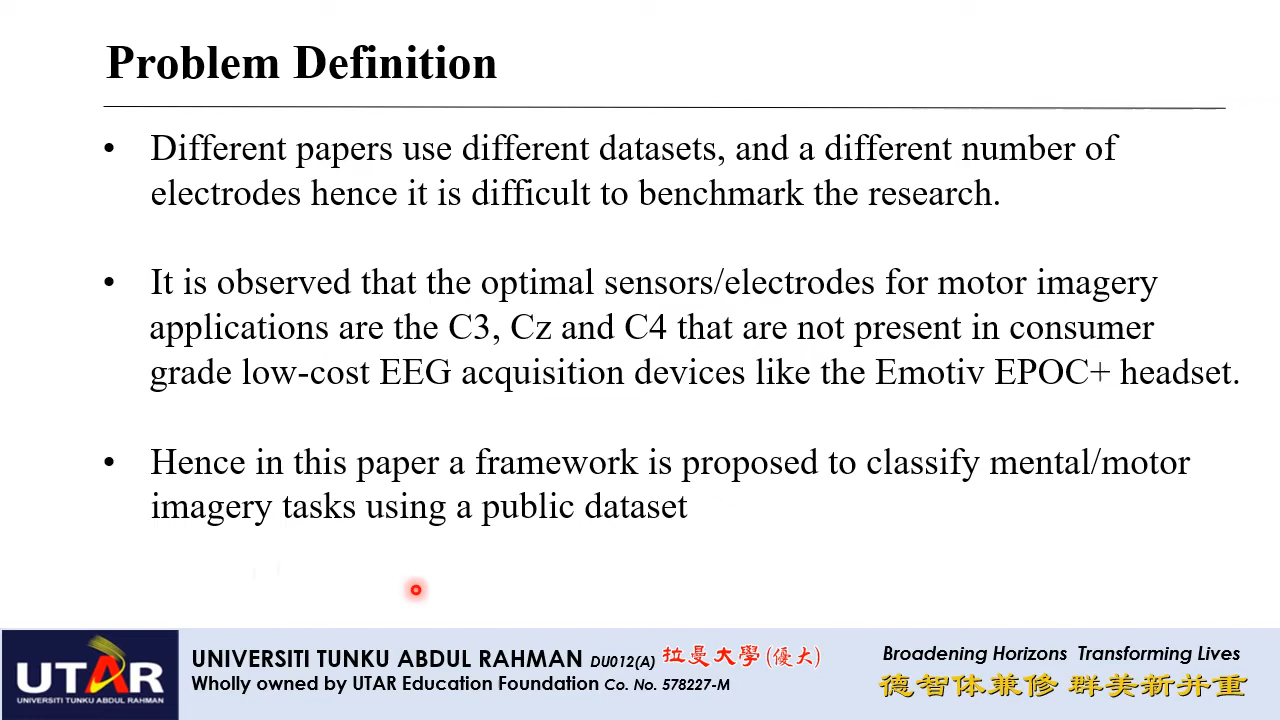 Problem Definition
• Different papers use different datasets, and a different number of
electrodes hence it is difficult to benchmark the research.
• It is observed that the optimal sensors/electrodes for motor imagery
applications are the C3, Cz and C4 that are not present in consumer
grade low-cost EEG acquisition devices like the Emotiv EPOC+ headset.
• Hence in this paper a framework is proposed to classify mental/motor
imagery tasks using a public dataset
UTAR
UNIVERSITI TUNKU ABDUL RAHMAN
UNIVERSITI TUNKU ABDUL RAHMAN DU012(A) 拉曼大學(優大)
Wholly owned by UTAR Education Foundation Co. No. 578227-M
Broadening Horizons Transforming Lives
德智体兼修 群美新并重